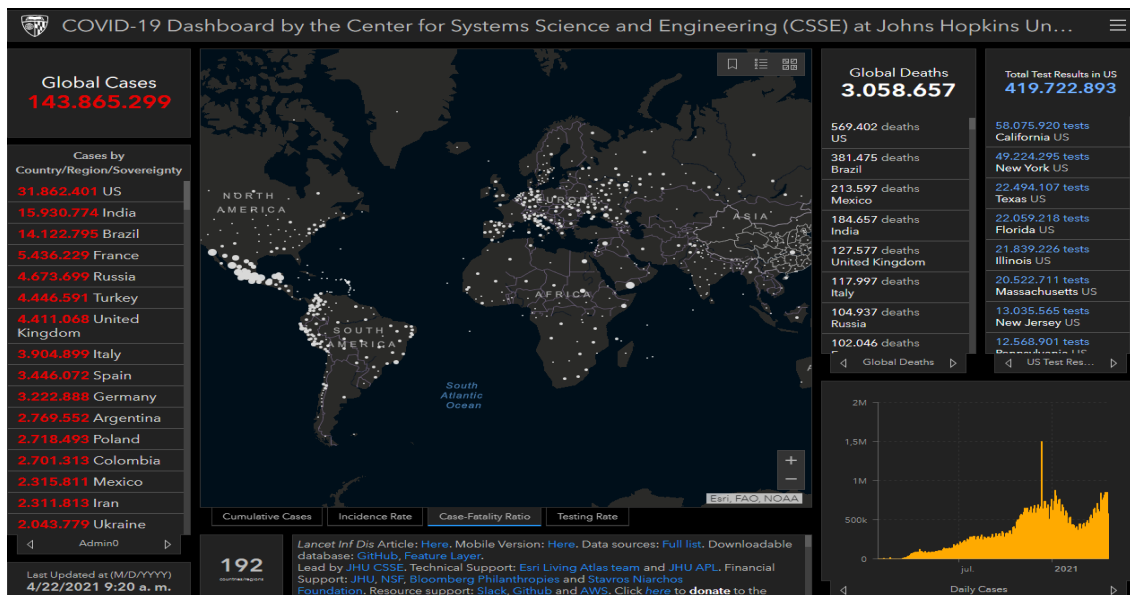 COVID-19 Dashboard by the Center for Systems Science and Engineering (CSSE) at Johns Hopkins Un...
Global Cases
143.865.299
Cases by
Country/Region/Sovereignty
31.862.401 US
15.930.774 India
14.122.795 Brazil
5.436.229 France
4.673.699 Russia
4.446.591 Turkey
4.411.068 United
Kingdom
3.904.899 Italy
3.446.072 Spain
3.222.888 Germany
2.769.552 Argentina
2.718.493 Poland
2.701.313 Colombia
2.315.811 Mexico
2.311.813 Iran
2.043.779 Ukraine
Admin0
Last Updated at (M/D/YYYY)
4/22/2021 9:20 a. m.
NORTH
AMERICA
EUROPE
ASIA
AFRICA
SOUTH
AMERICA
South
Atlantic
Ocean
Esri, FAO, NOAA
Cumulative Cases
Incidence Rate
Case-Fatality Ratio
Testing Rate
192
countries/regions
Lancet Inf Dis Article: Here. Mobile Version: Here. Data sources: Full list. Downloadable
database: GitHub, Feature Layer.
Lead by JHU CSSE. Technical Support: Esri Living Atlas team and JHU APL. Financial
Support: JHU, NSF, Bloomberg Philanthropies and Stavros Niarchos
Foundation. Resource support: Slack, Github and AWS. Click here to donate to the
Global Deaths
3.058.657
569.402 deaths
US
381.475 deaths
Brazil
213.597 deaths
Mexico
184.657 deaths
India
127.577 deaths
United Kingdom
117.997 deaths
Italy
104.937 deaths
Russia
102.046 deaths
Global Deaths
Total Test Results in US
419.722.893
58.075.920 tests
California US
49.224.295 tests
New York US
22.494.107 tests
Texas US
22.059.218 tests
Florida US
21.839.226 tests
Illinois US
20.522.711 tests
Massachusetts US
13.035.565 tests
New Jersey US
12.568.901 tests
Pennsylvania US
US Test Res...
2M
1,5M
1M
500k
0
jul.
2021
Daily Cases